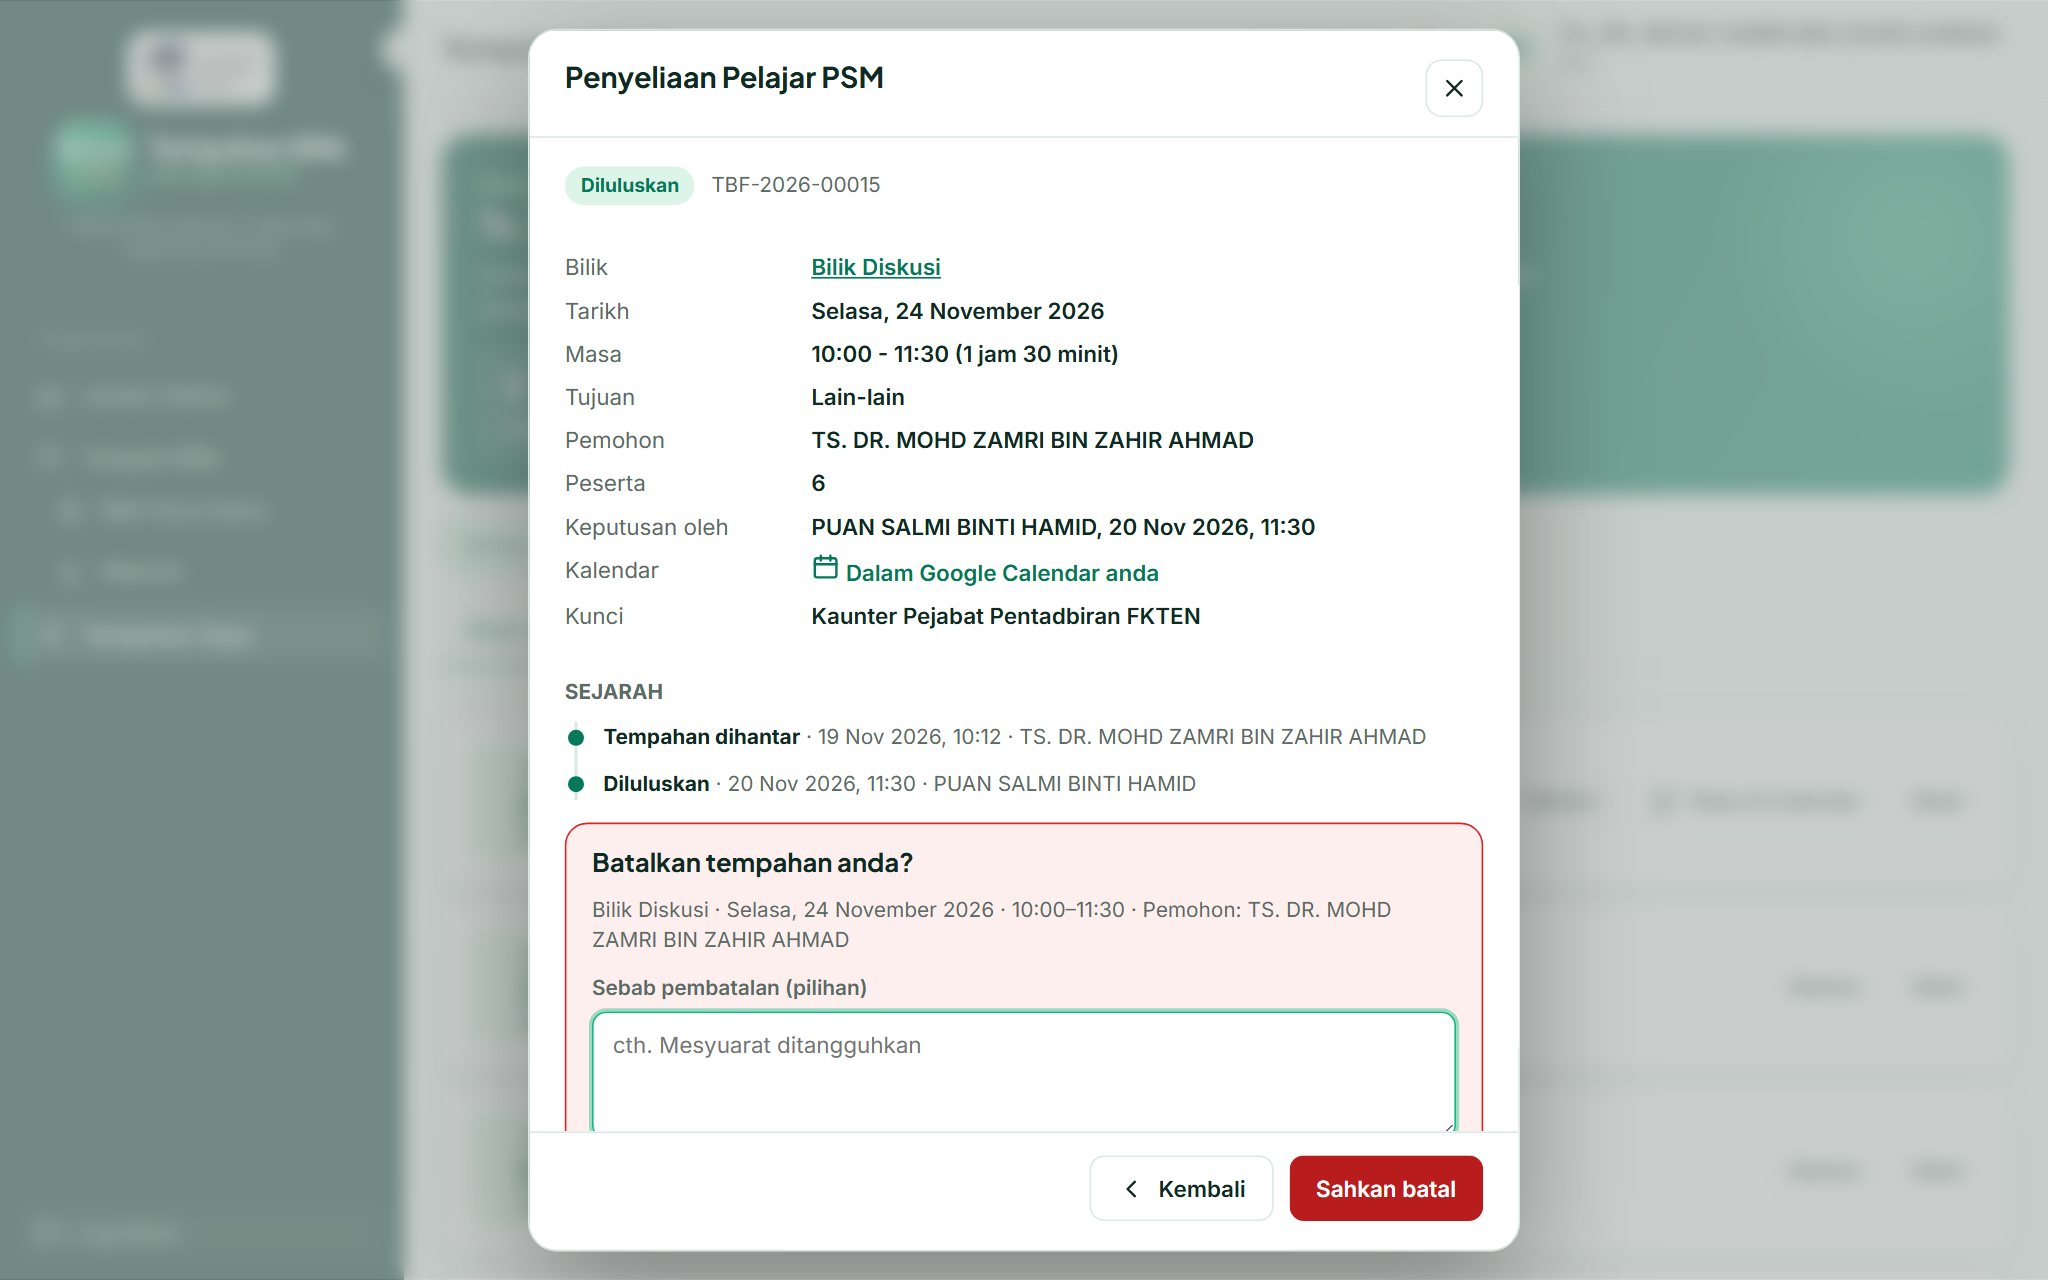 Penyeliaan Pelajar PSM
Diluluskan TBF-2026-00015
Bilik Bilik Diskusi
Tarikh Selasa, 24 November 2026
Masa 10:00 - 11:30 (1 jam 30 minit)
Tujuan Lain-lain
Pemohon TS. DR. MOHD ZAMRI BIN ZAHIR AHMAD
Peserta 6
Keputusan oleh PUAN SALMI BINTI HAMID, 20 Nov 2026, 11:30
Kalendar Dalam Google Calendar anda
Kunci Kaunter Pejabat Pentadbiran FKTEN
SEJARAH
Tempahan dihantar · 19 Nov 2026, 10:12 · TS. DR. MOHD ZAMRI BIN ZAHIR AHMAD
Diluluskan · 20 Nov 2026, 11:30 · PUAN SALMI BINTI HAMID
Batalkan tempahan anda?
Bilik Diskusi · Selasa, 24 November 2026 · 10:00–11:30 · Pemohon: TS. DR. MOHD
ZAMRI BIN ZAHIR AHMAD
Sebab pembatalan (pilihan)
cth. Mesyuarat ditangguhkan
Kembali Sahkan batal